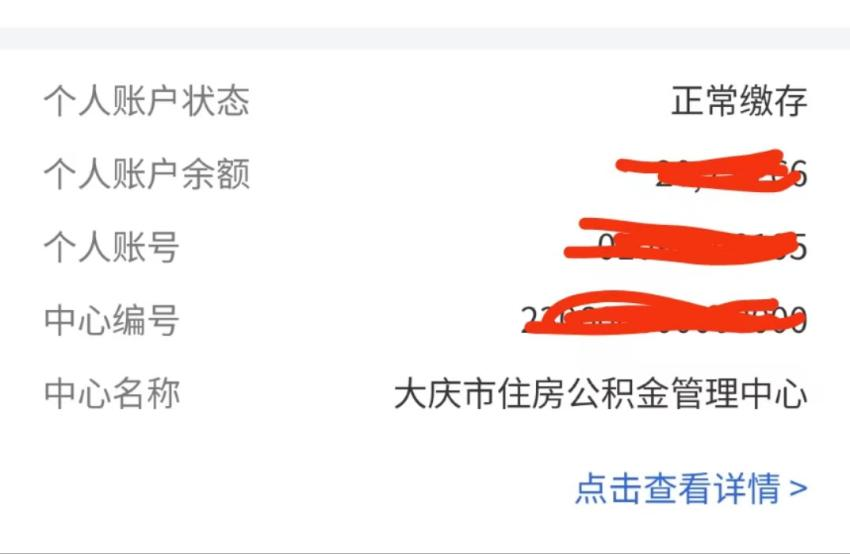 个人账户状态 正常缴存
个人账户余额
个人账号
中心编号
中心名称 大庆市住房公积金管理中心
点击查看详情 >